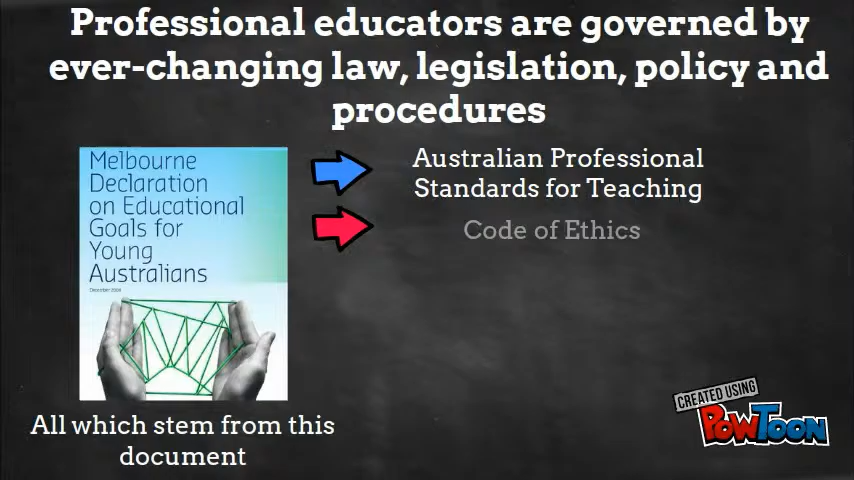 Professional educators are governed by
ever-changing law, legislation, policy and
procedures
Melbourne
Declaration
on Educational
Goals for
Young
Australians
December 2008
Australian Professional
Standards for Teaching
Code of Ethics
All which stem from this
document
CREATED USING
POWTOON